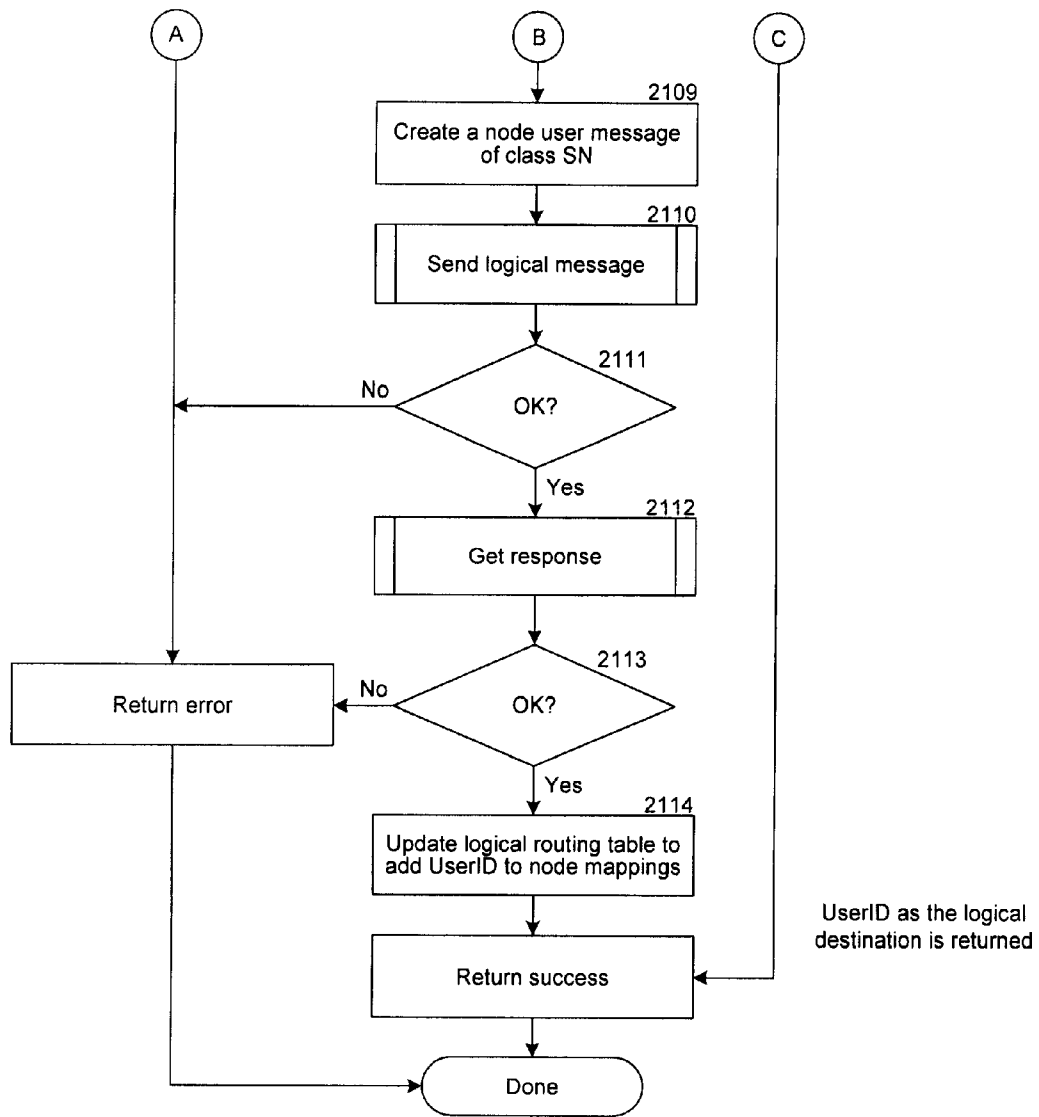 A
B
C
2109
Create a node user message
of class SN
2110
Send logical message
2111
No
OK?
Yes
2112
Get response
2113
Return error
No
OK?
Yes
2114
Update logical routing table to
add UserID to node mappings
UserID as the logical
destination is returned
Return success
Done